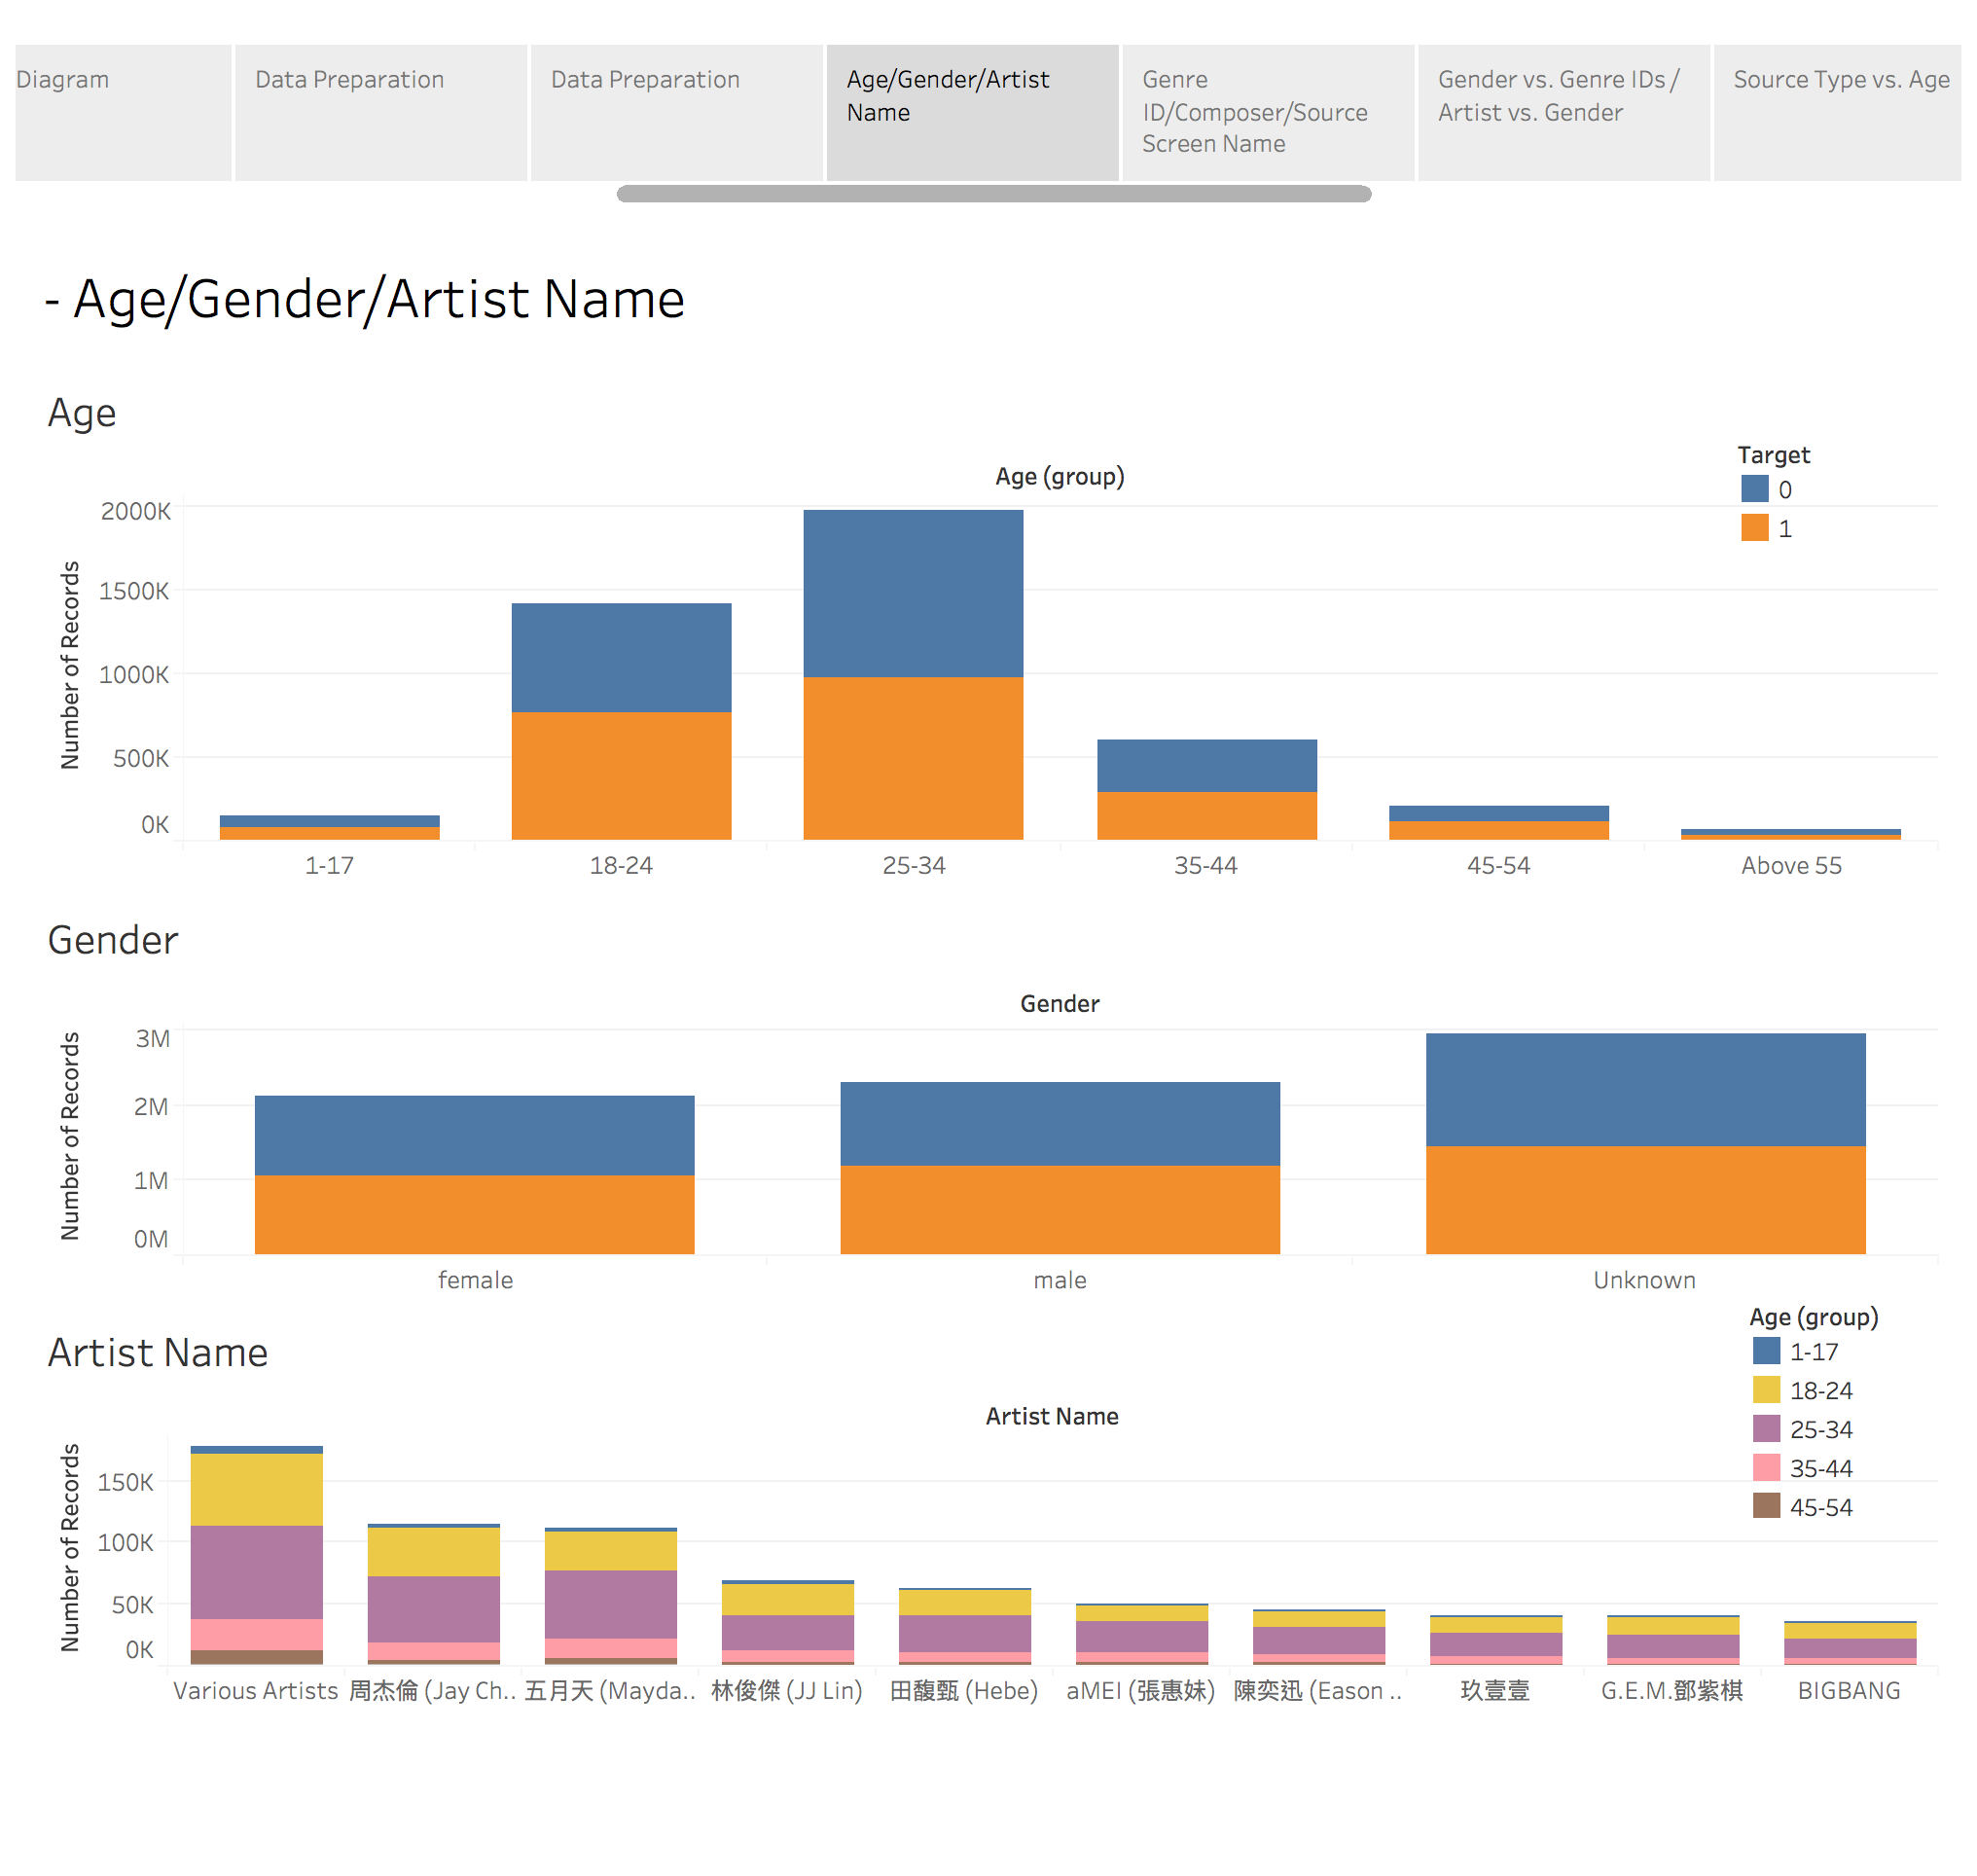 Diagram
Data Preparation
Data Preparation
Age/Gender/Artist
Name
Genre
ID/Composer/Source
Screen Name
Gender vs. Genre IDs /
Artist vs. Gender
Source Type vs. Age
- Age/Gender/Artist Name
Age
Age (group)
Target
0
1
Number of Records
2000K
1500K
1000K
500K
0K
1-17
18-24
25-34
35-44
45-54
Above 55
Gender
Gender
Number of Records
3M
2M
1M
0M
female
male
Unknown
Artist Name
Age (group)
1-17
18-24
25-34
35-44
45-54
Artist Name
Number of Records
150K
100K
50K
0K
Various Artists
周杰倫 (Jay Ch..
五月天 (Mayda..
林俊傑 (JJ Lin)
田馥甄 (Hebe)
aMEI (張惠妹)
陳奕迅 (Eason ..
玖壹壹
G.E.M.鄧紫棋
BIGBANG